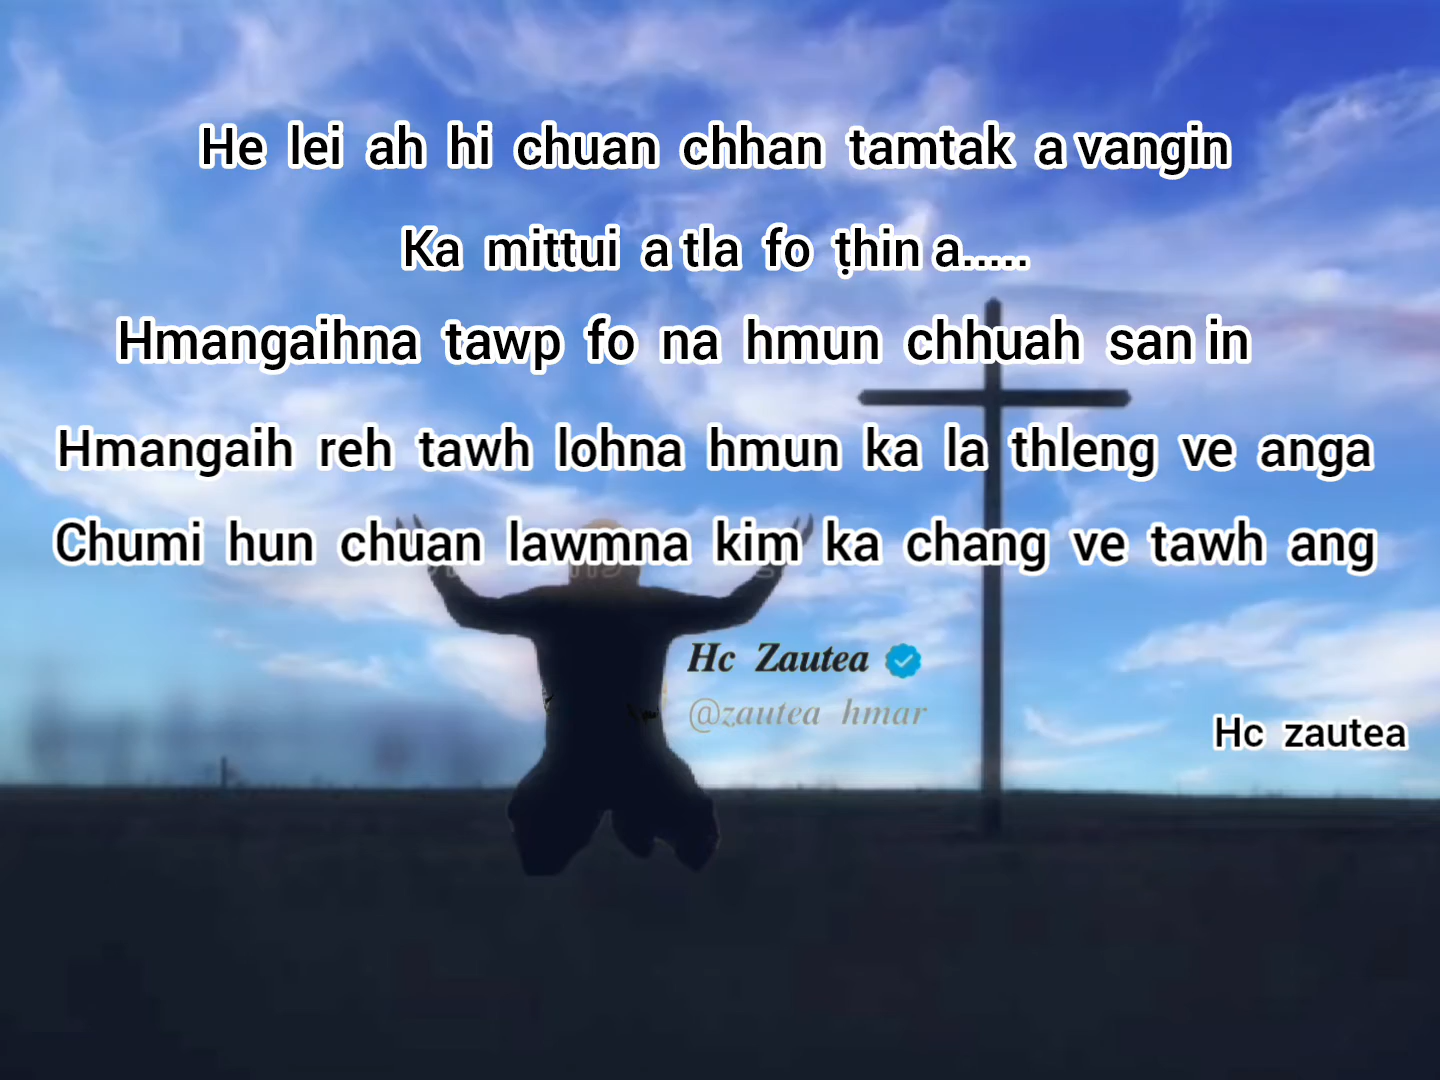 He lei ah hi chuan chhan tamtak a vangin
Ka mittui a tla fo ṭhin a.....
Hmangaihna tawp fo na hmun chhuah san in
Hmangaih reh tawh lohna hmun ka la thleng ve anga
Chumi hun chuan lawmna kim ka chang ve tawh ang
Hc Zautea
@zautea hmar
Hc zautea